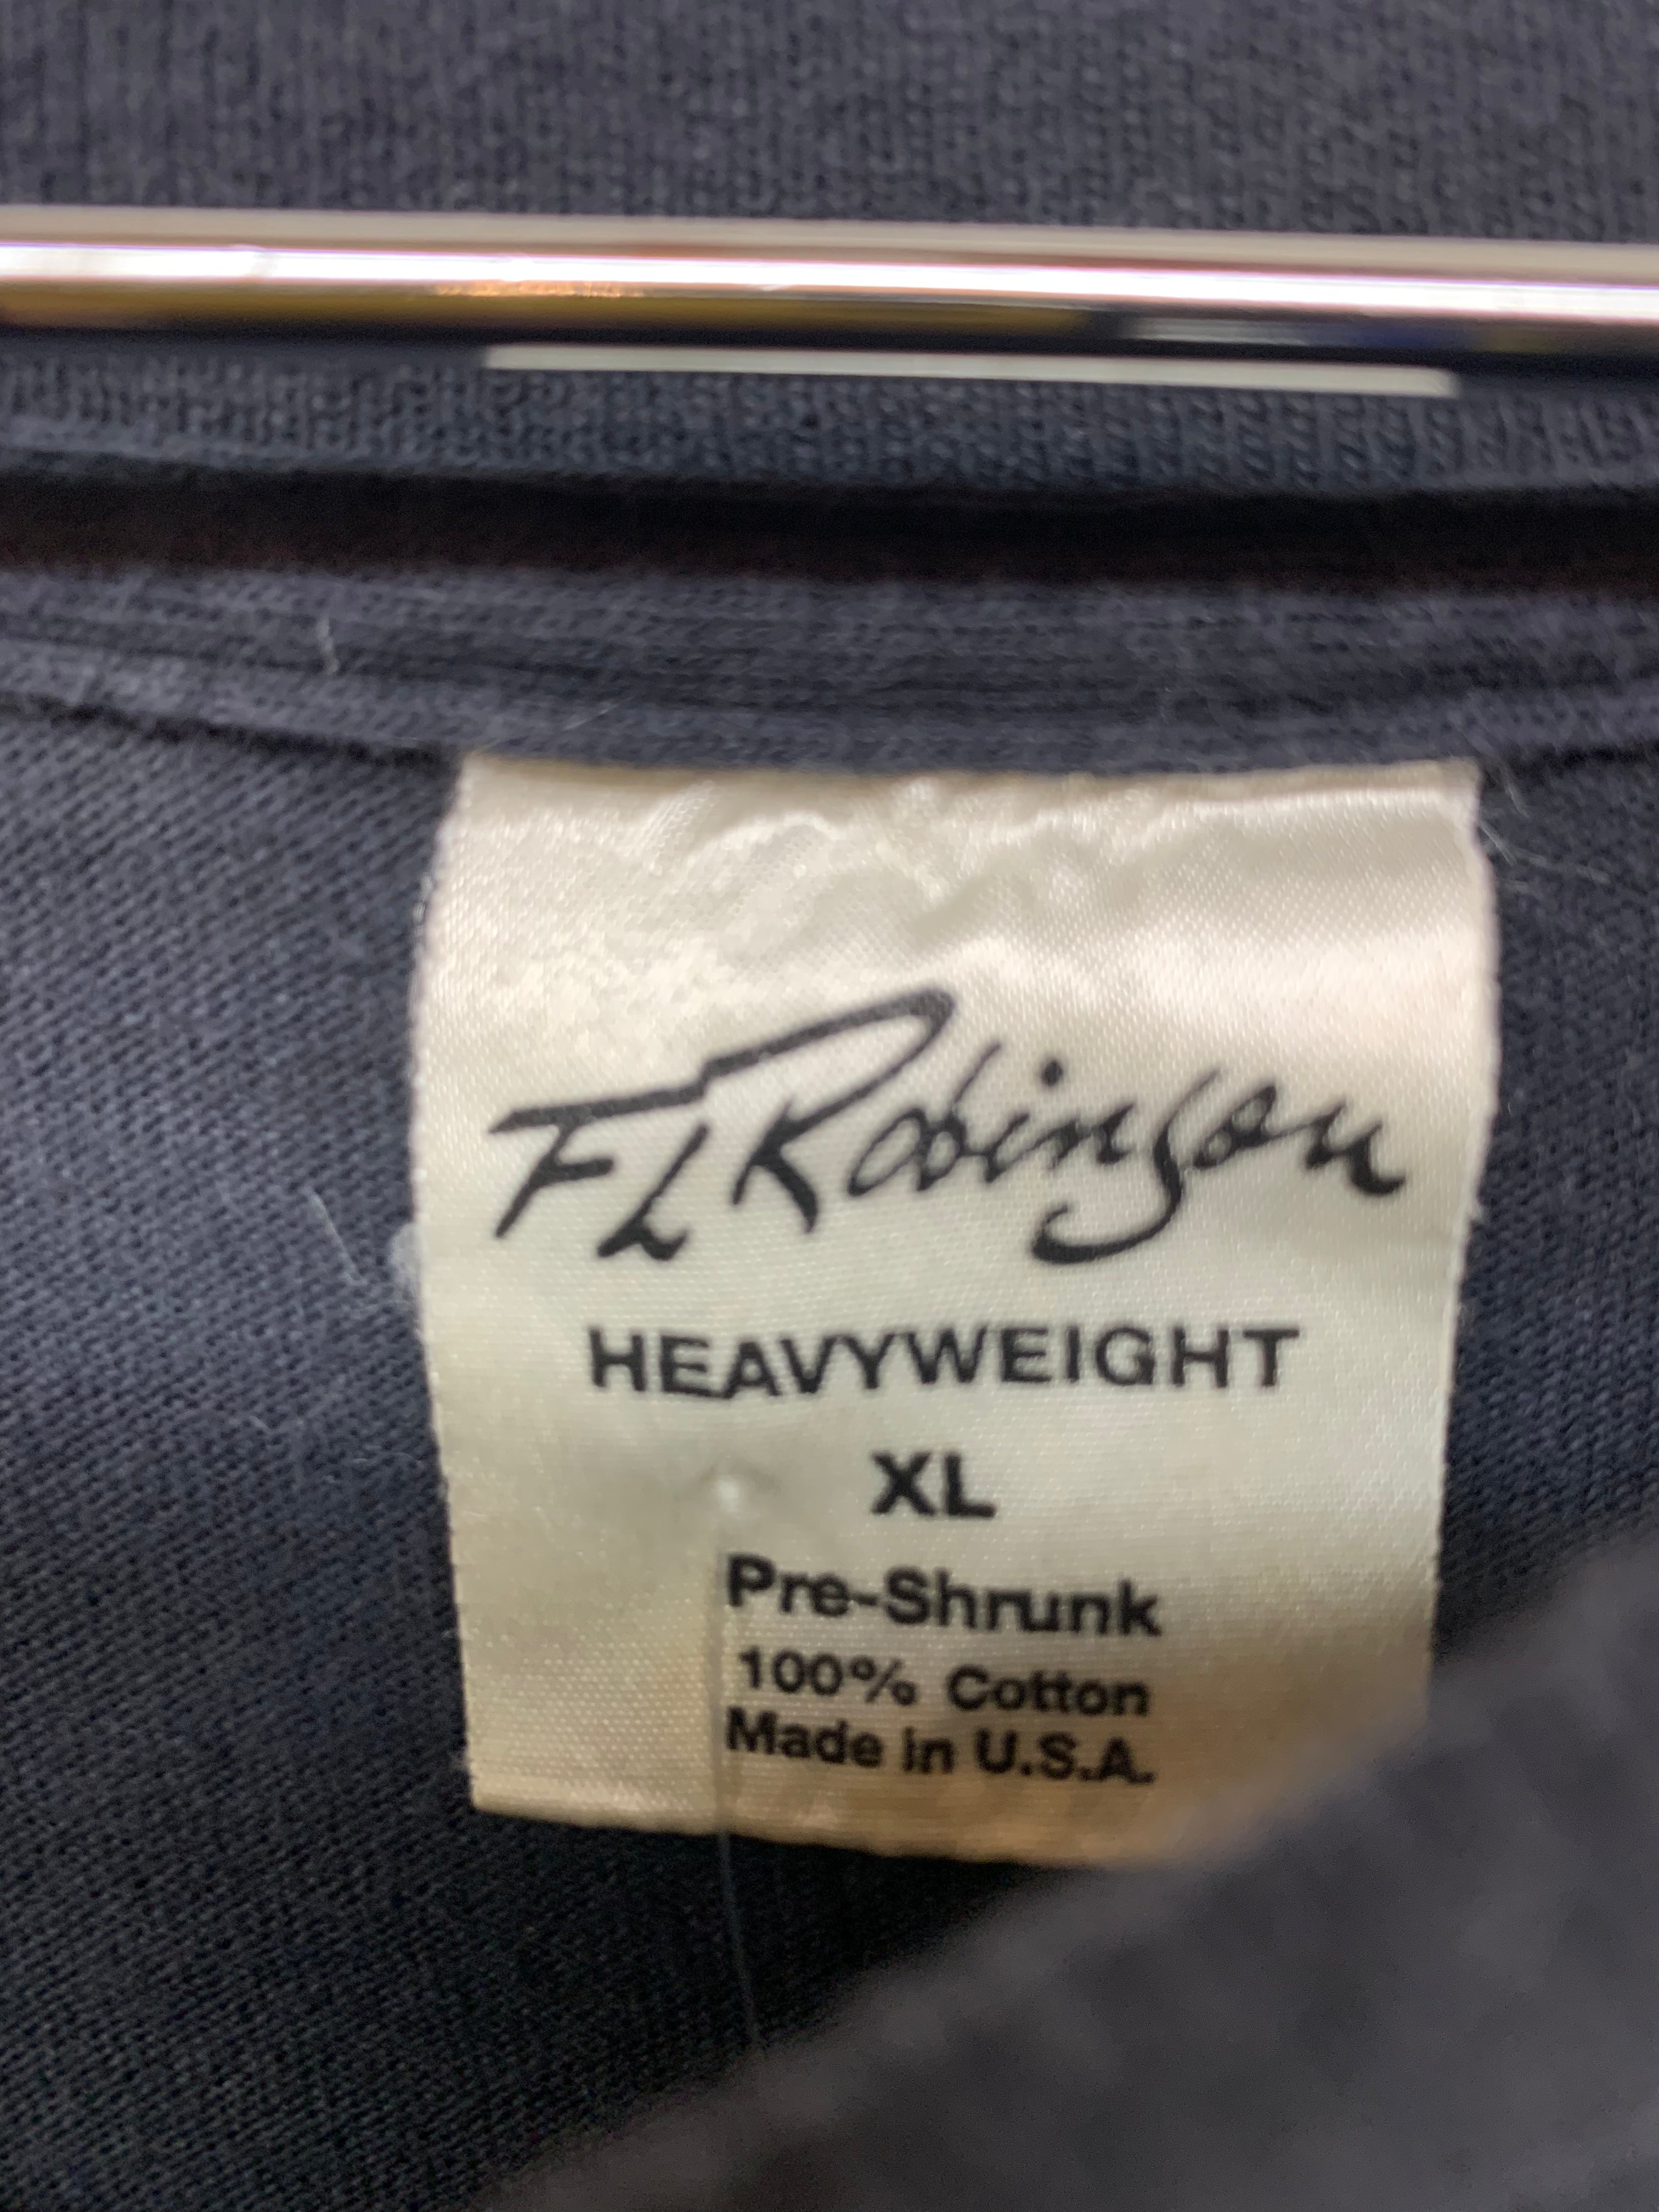 FL Robinson
HEAVYWEIGHT
XL
Pre-Shrunk
100% Cotton
Made in U.S.A.